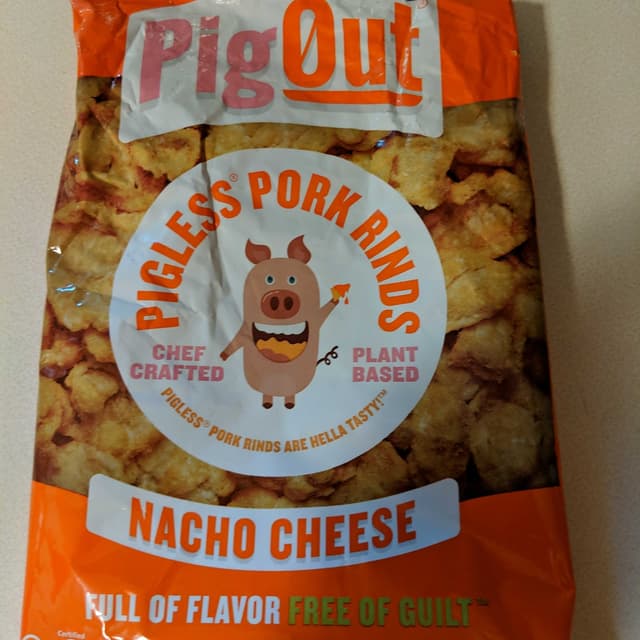 PigOut
PIGLESS® PORK RINDS
CHEF
CRAFTED
PLANT
BASED
PIGLESS® PORK RINDS ARE HELLA TASTY!™
NACHO CHEESE
FULL OF FLAVOR FREE OF GUILT™
Certified